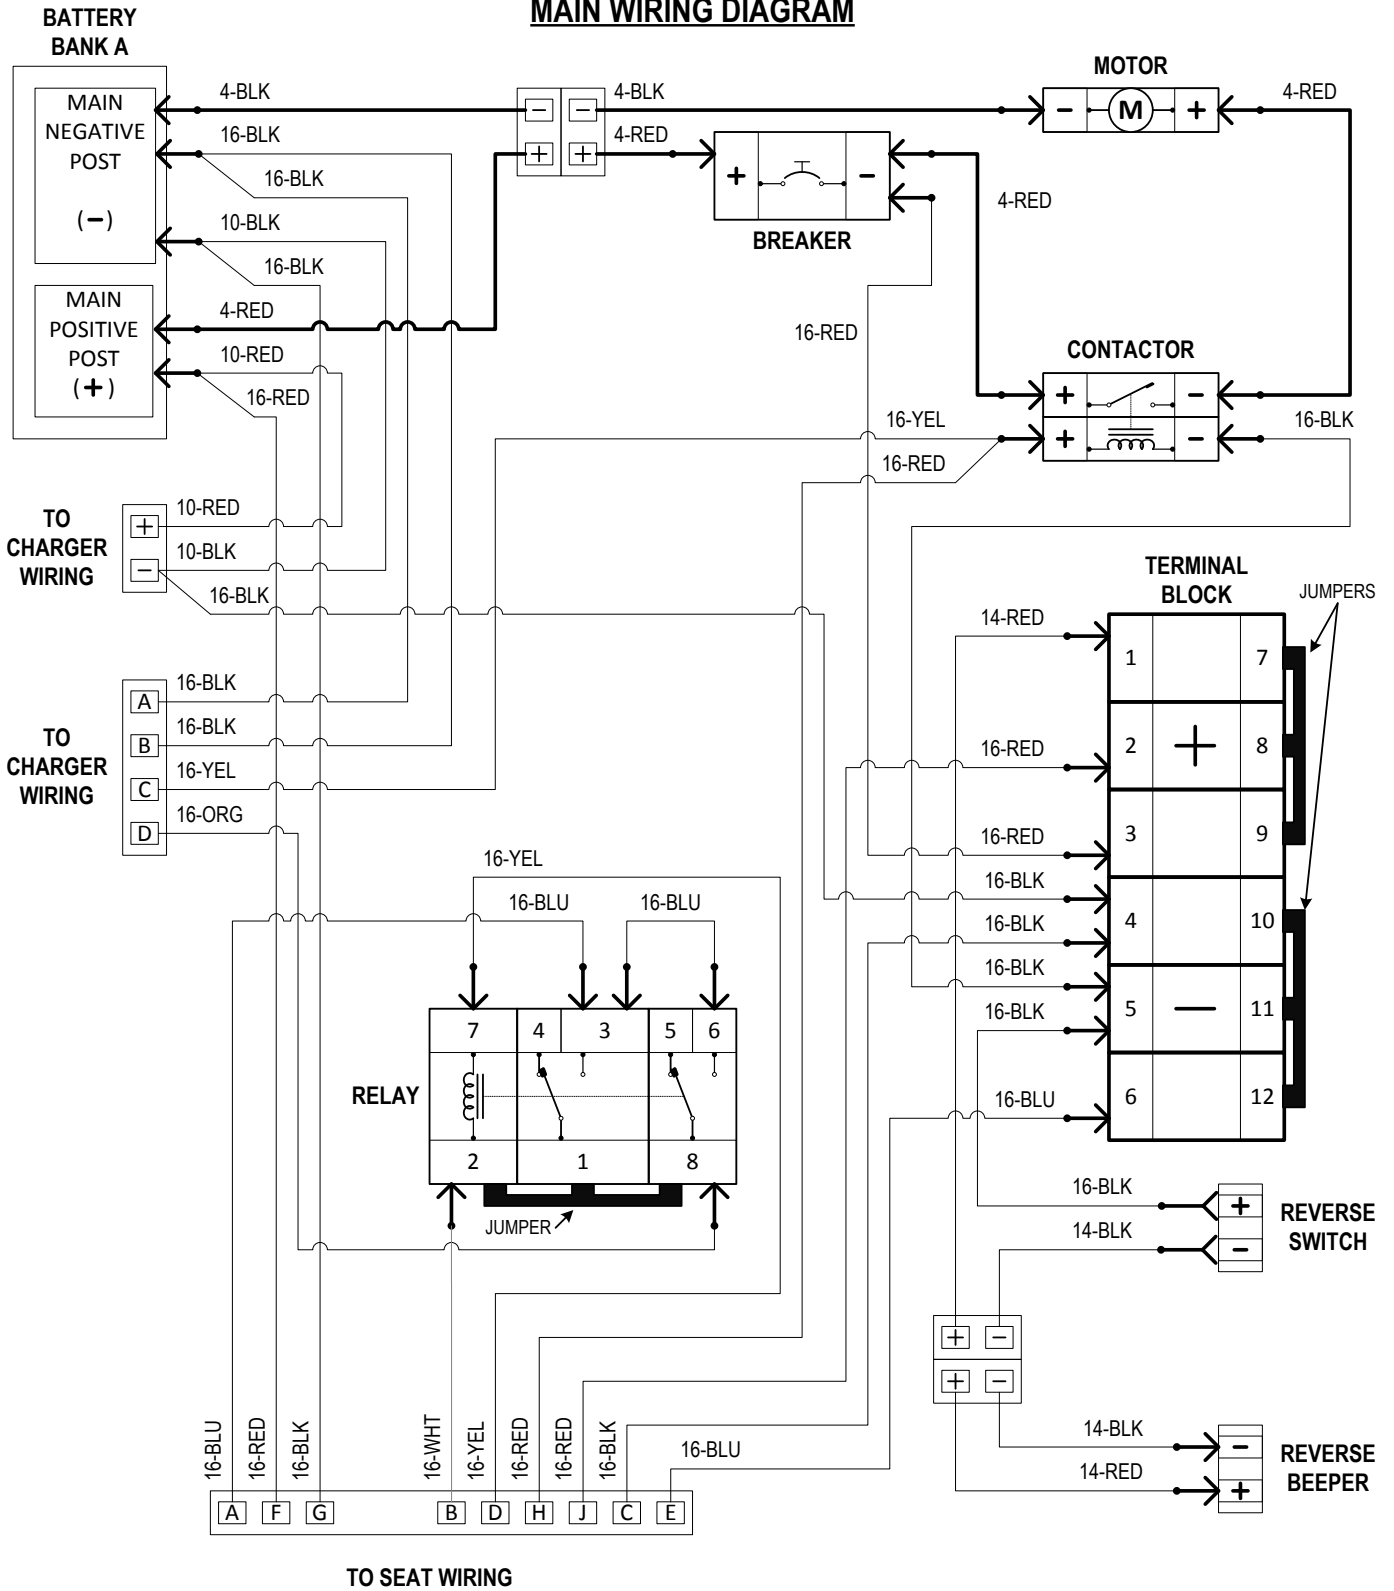 MAIN WIRING DIAGRAM
BATTERY
BANK A
MAIN
NEGATIVE
POST
(−)
MAIN
POSITIVE
POST
(+)
4-BLK
16-BLK
16-BLK
10-BLK
16-BLK
4-RED
10-RED
16-RED
−
−
+
+
4-BLK
4-RED
+
−
BREAKER
MOTOR
−
M
+
4-RED
4-RED
16-RED
CONTACTOR
+
−
+
−
16-YEL
16-RED
16-BLK
TO
CHARGER
WIRING
+
−
10-RED
10-BLK
16-BLK
TO
CHARGER
WIRING
A
B
C
D
16-BLK
16-BLK
16-YEL
16-ORG
TERMINAL
BLOCK
JUMPERS
14-RED
16-RED
16-RED
16-BLK
16-BLK
16-BLK
16-BLK
16-BLU
1
7
2
+
8
3
9
4
10
5
−
11
6
12
16-YEL
16-BLU
16-BLU
RELAY
7
4
3
5
6
2
1
8
JUMPER
16-BLK
14-BLK
+
−
REVERSE
SWITCH
+
−
+
−
14-BLK
14-RED
−
+
REVERSE
BEEPER
16-BLU
16-RED
16-BLK
16-WHT
16-YEL
16-RED
16-RED
16-BLK
16-BLU
A
F
G
B
D
H
J
C
E
TO SEAT WIRING